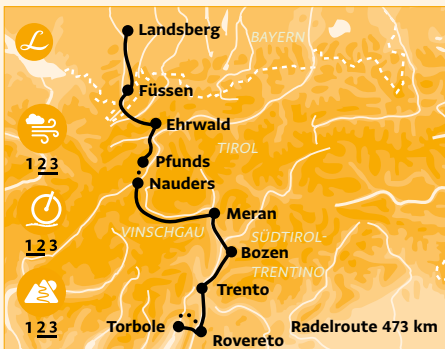 Landsberg
L
BAYERN
Füssen
Ehrwald
1 2 3
TIROL
Pfunds
Nauders
1 2 3
Meran
VINSCHGAU
SÜDTIROL-
TRENTINO
Bozen
Trento
1 2 3
Torbole
Rovereto
Radelroute 473 km